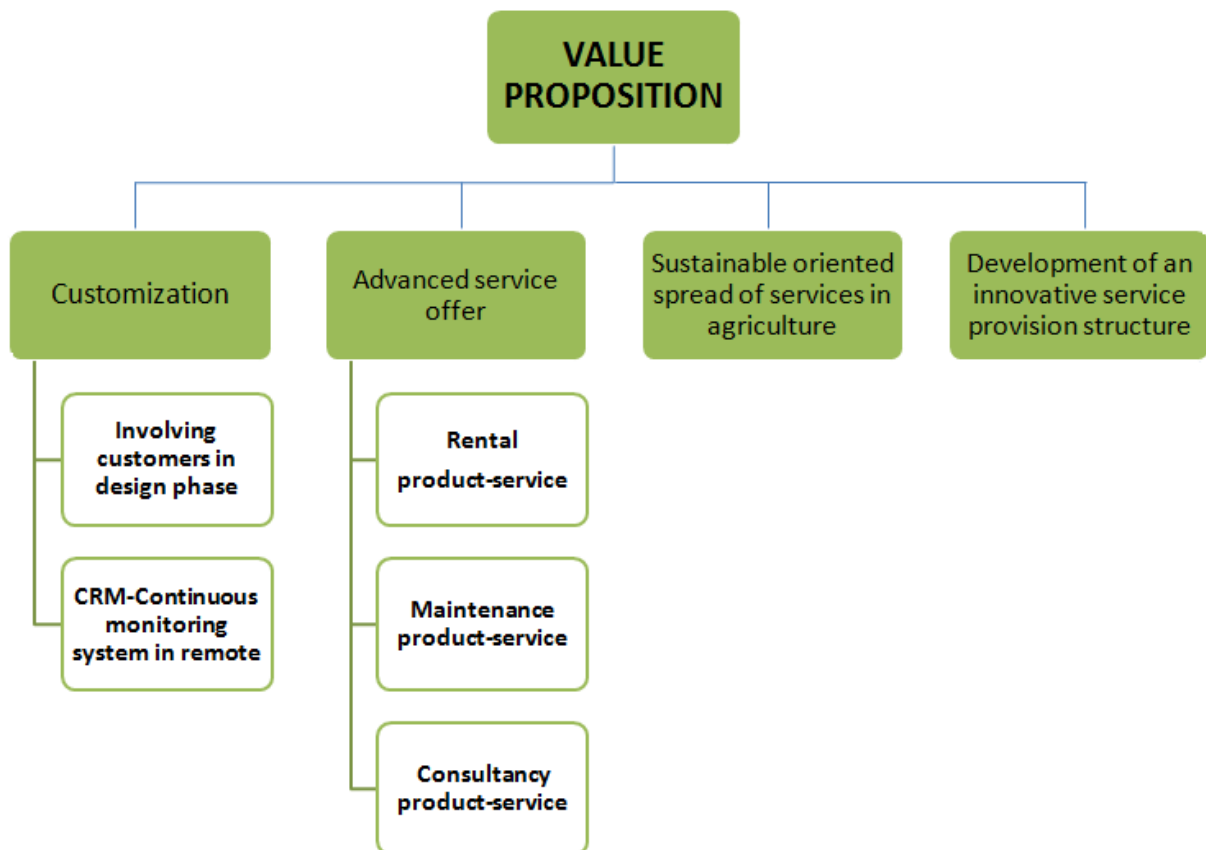 VALUE
PROPOSITION
Customization
Advanced service
offer
Sustainable oriented
spread of services in
agriculture
Development of an
innovative service
provision structure
Involving
customers in
design phase
CRM-Continuous
monitoring
system in remote
Rental
product-service
Maintenance
product-service
Consultancy
product-service